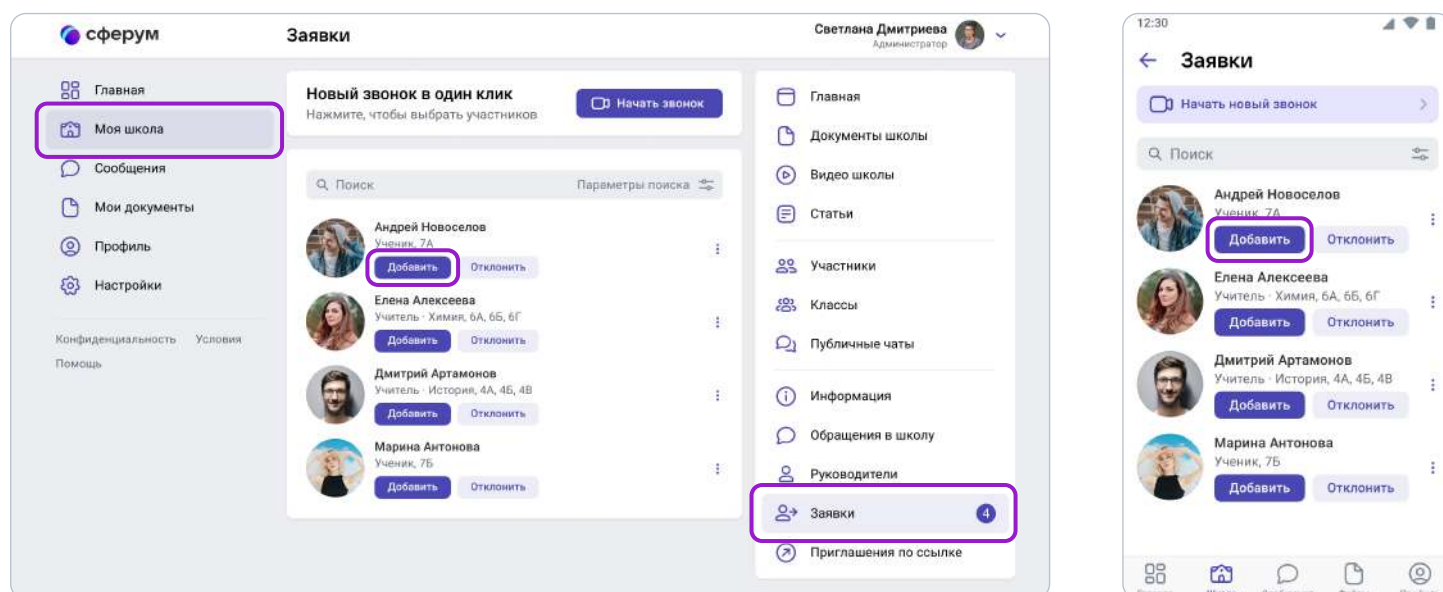 сферум
Заявки
Светлана Дмитриева
Администратор
Главная
Моя школа
Сообщения
Мои документы
Профиль
Настройки
Конфиденциальность Условия
Помощь
Новый звонок в один клик
Нажмите, чтобы выбрать участников
Начать звонок
Поиск
Параметры поиска
Андрей Новоселов
Ученик, 7А
Добавить Отклонить
Елена Алексеева
Учитель · Химия, 6А, 6Б, 6Г
Добавить Отклонить
Дмитрий Артамонов
Учитель · История, 4А, 4Б, 4В
Добавить Отклонить
Марина Антонова
Ученик, 7Б
Добавить Отклонить
Главная
Документы школы
Видео школы
Статьи
Участники
Классы
Публичные чаты
Информация
Обращения в школу
Руководители
Заявки 4
Приглашения по ссылке
12:30
Заявки
Начать новый звонок
Поиск
Андрей Новоселов
Ученик, 7А
Добавить Отклонить
Елена Алексеева
Учитель · Химия, 6А, 6Б, 6Г
Добавить Отклонить
Дмитрий Артамонов
Учитель · История, 4А, 4Б, 4В
Добавить Отклонить
Марина Антонова
Ученик, 7Б
Добавить Отклонить